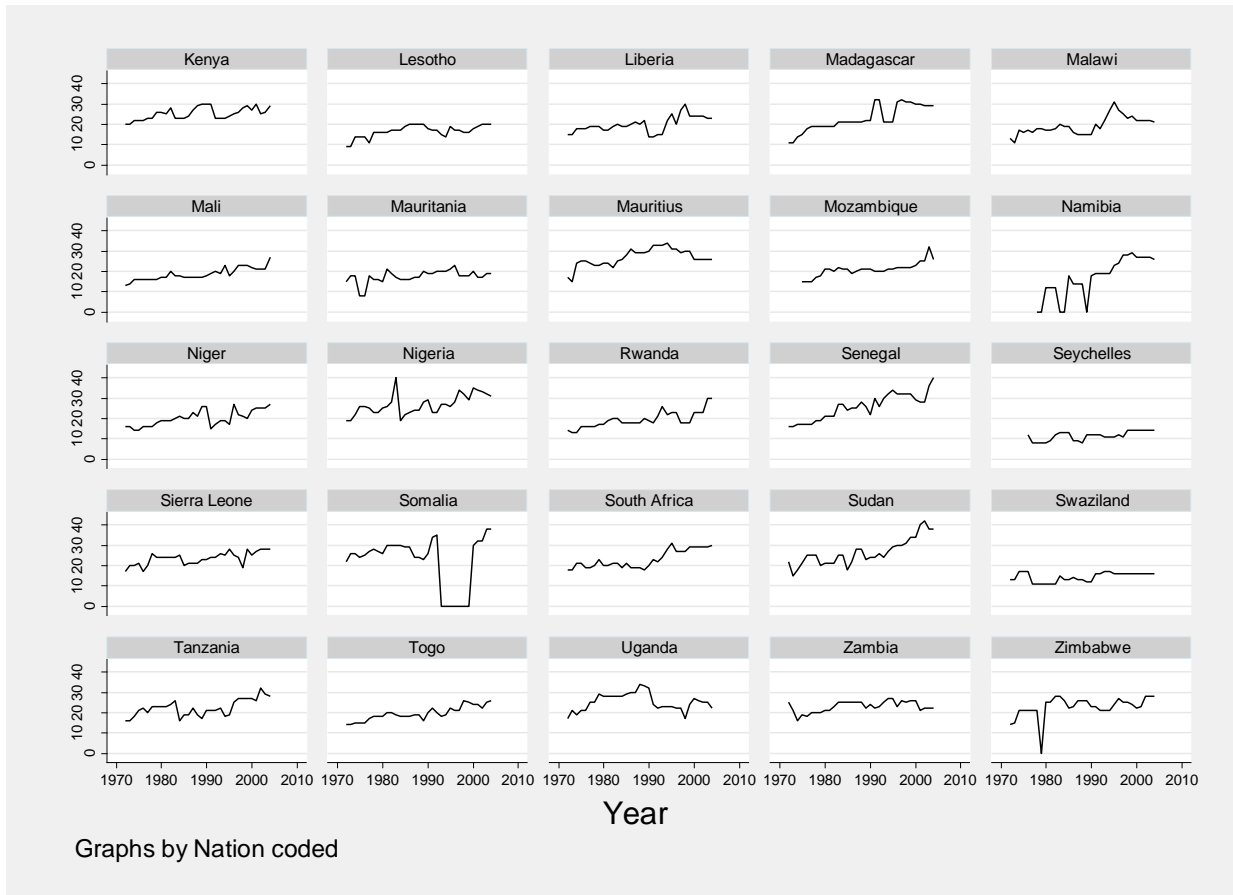 Kenya Lesotho Liberia Madagascar Malawi
0 10 20 30 40
Mali Mauritania Mauritius Mozambique Namibia
0 10 20 30 40
Niger Nigeria Rwanda Senegal Seychelles
0 10 20 30 40
Sierra Leone Somalia South Africa Sudan Swaziland
0 10 20 30 40
Tanzania Togo Uganda Zambia Zimbabwe
0 10 20 30 40
1970 1980 1990 2000 2010 1970 1980 1990 2000 2010 1970 1980 1990 2000 2010 1970 1980 1990 2000 2010 1970 1980 1990 2000 2010
Year
Graphs by Nation coded